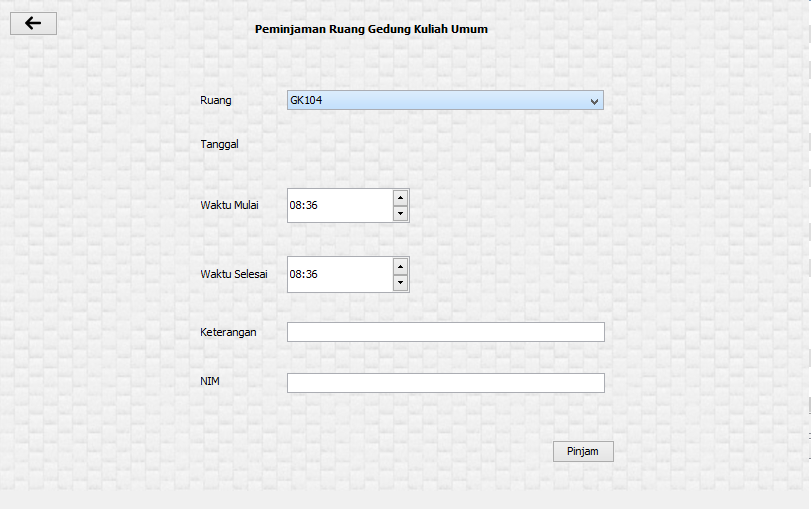 Peminjaman Ruang Gedung Kuliah Umum
Ruang GK104
Tanggal
Waktu Mulai 08:36
Waktu Selesai 08:36
Keterangan
NIM
Pinjam